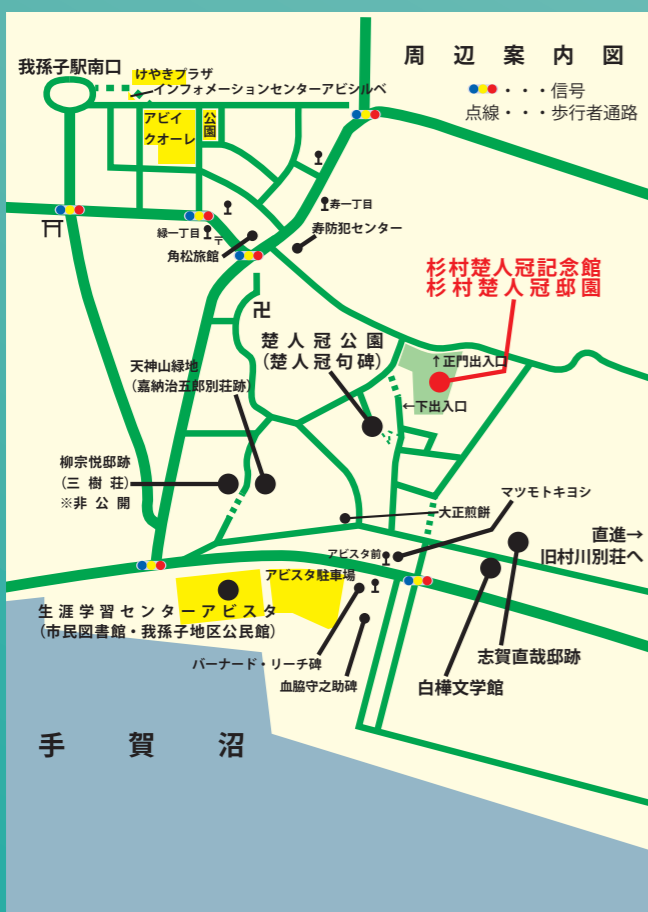 周辺案内図
我孫子駅南口
けやきプラザ
インフォメーションセンターアビシルベ
・・・信号
点線・・・歩行者通路
アビイ
クオーレ
公園
寿一丁目
緑一丁目
〒
寿防犯センター
角松旅館
卍
杉村楚人冠記念館
杉村楚人冠邸園
楚人冠公園
(楚人冠句碑)
↑正門出入口
←下出入口
天神山緑地
(嘉納治五郎別荘跡)
柳宗悦邸跡
(三樹荘)
※非公開
マツモトキヨシ
大正煎餅
直進→
旧村川別荘へ
アビスタ前
アビスタ駐車場
生涯学習センターアビスタ
(市民図書館・我孫子地区公民館)
バーナード・リーチ碑
血脇守之助碑
志賀直哉邸跡
白樺文学館
手賀沼